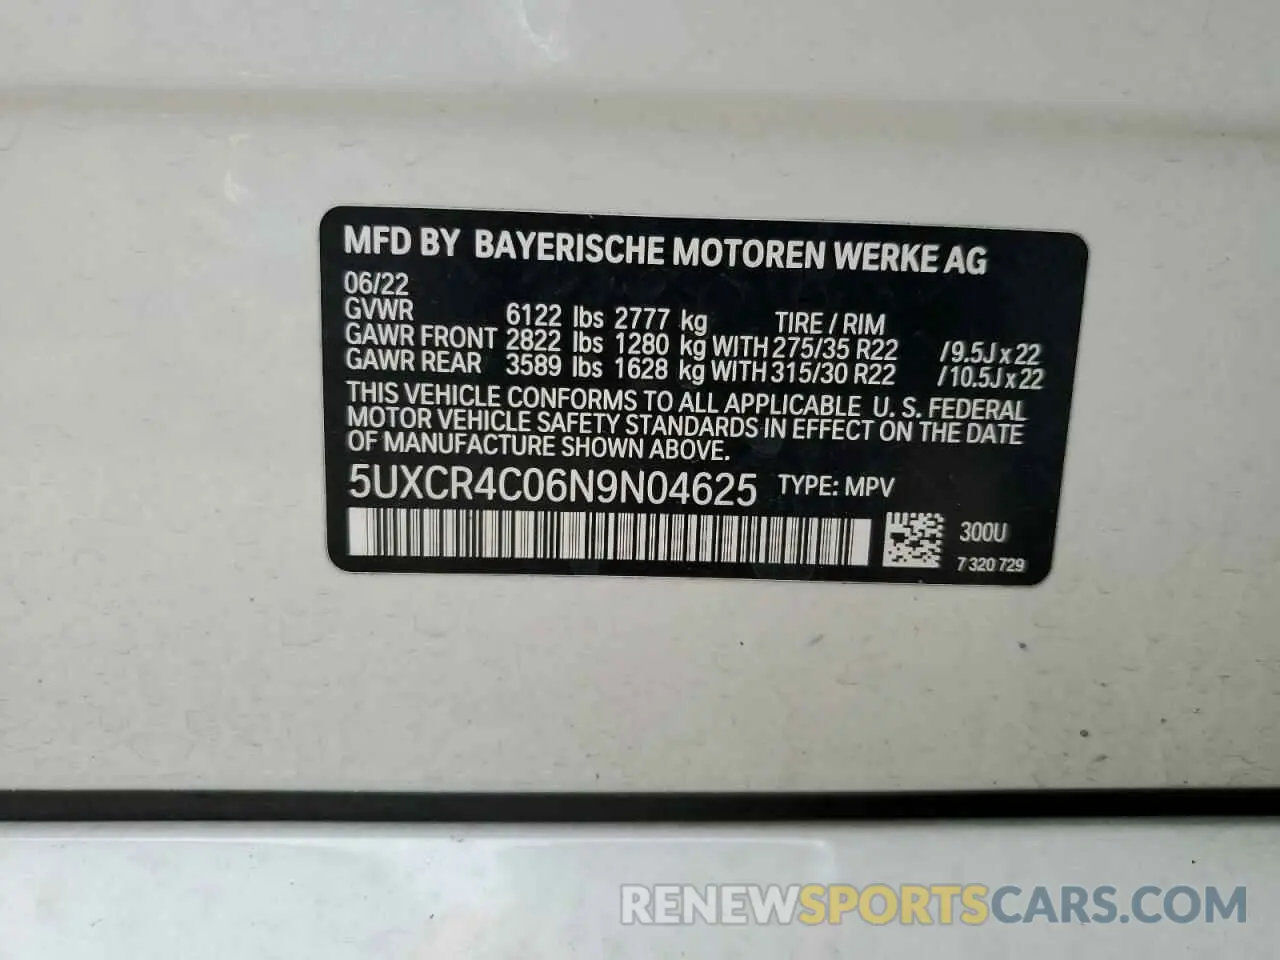 MFD BY BAYERISCHE MOTOREN WERKE AG
06/22
GVWR 6122 lbs 2777 kg TIRE / RIM
GAWR FRONT 2822 lbs 1280 kg WITH 275/35 R22 /9.5J x 22
GAWR REAR 3589 lbs 1628 kg WITH 315/30 R22 /10.5J x 22
THIS VEHICLE CONFORMS TO ALL APPLICABLE U. S. FEDERAL
MOTOR VEHICLE SAFETY STANDARDS IN EFFECT ON THE DATE
OF MANUFACTURE SHOWN ABOVE.
5UXCR4C06N9N04625 TYPE: MPV
300U
7 320 729
RENEWSPORTSCARS.COM